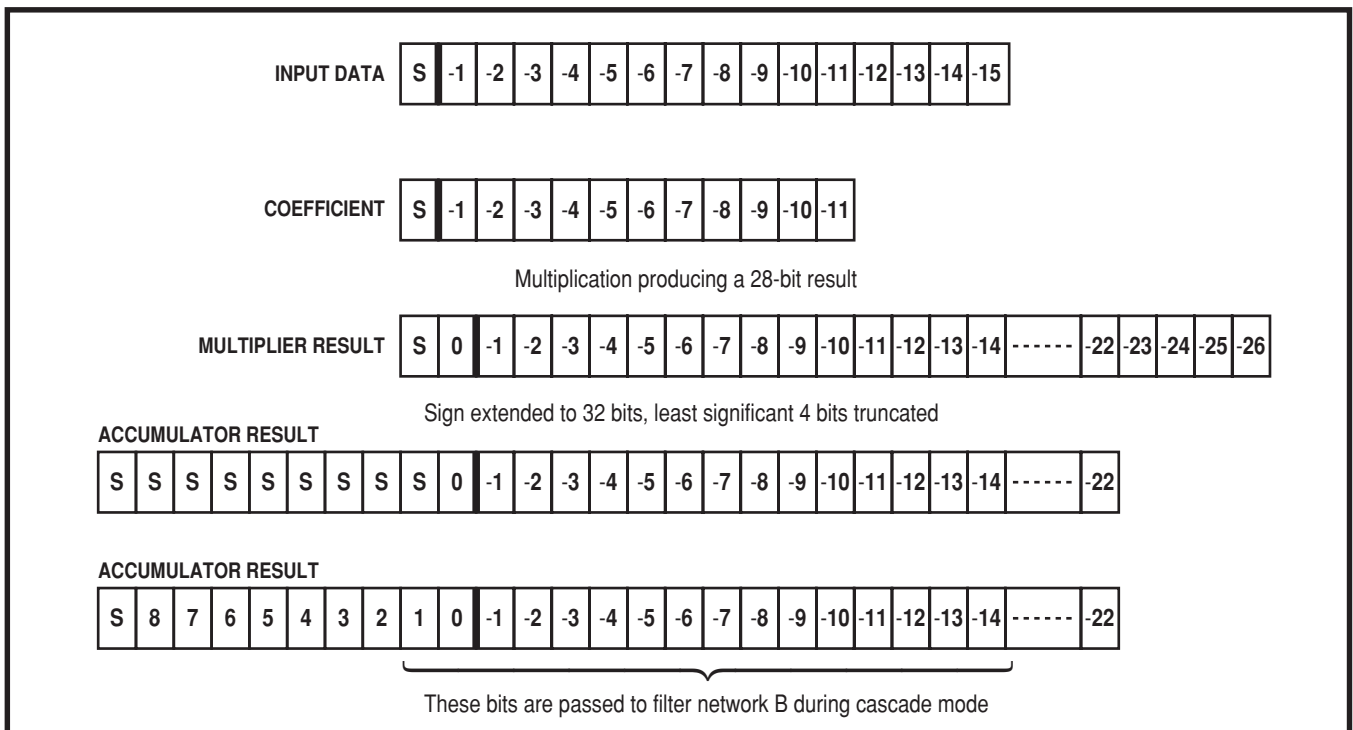 INPUT DATA S -1 -2 -3 -4 -5 -6 -7 -8 -9 -10 -11 -12 -13 -14 -15
COEFFICIENT S -1 -2 -3 -4 -5 -6 -7 -8 -9 -10 -11
Multiplication producing a 28-bit result
MULTIPLIER RESULT S 0 -1 -2 -3 -4 -5 -6 -7 -8 -9 -10 -11 -12 -13 -14 ------ -22 -23 -24 -25 -26
Sign extended to 32 bits, least significant 4 bits truncated
ACCUMULATOR RESULT
S S S S S S S S S 0 -1 -2 -3 -4 -5 -6 -7 -8 -9 -10 -11 -12 -13 -14 ------ -22
ACCUMULATOR RESULT
S 8 7 6 5 4 3 2 1 0 -1 -2 -3 -4 -5 -6 -7 -8 -9 -10 -11 -12 -13 -14 ------ -22
These bits are passed to filter network B during cascade mode